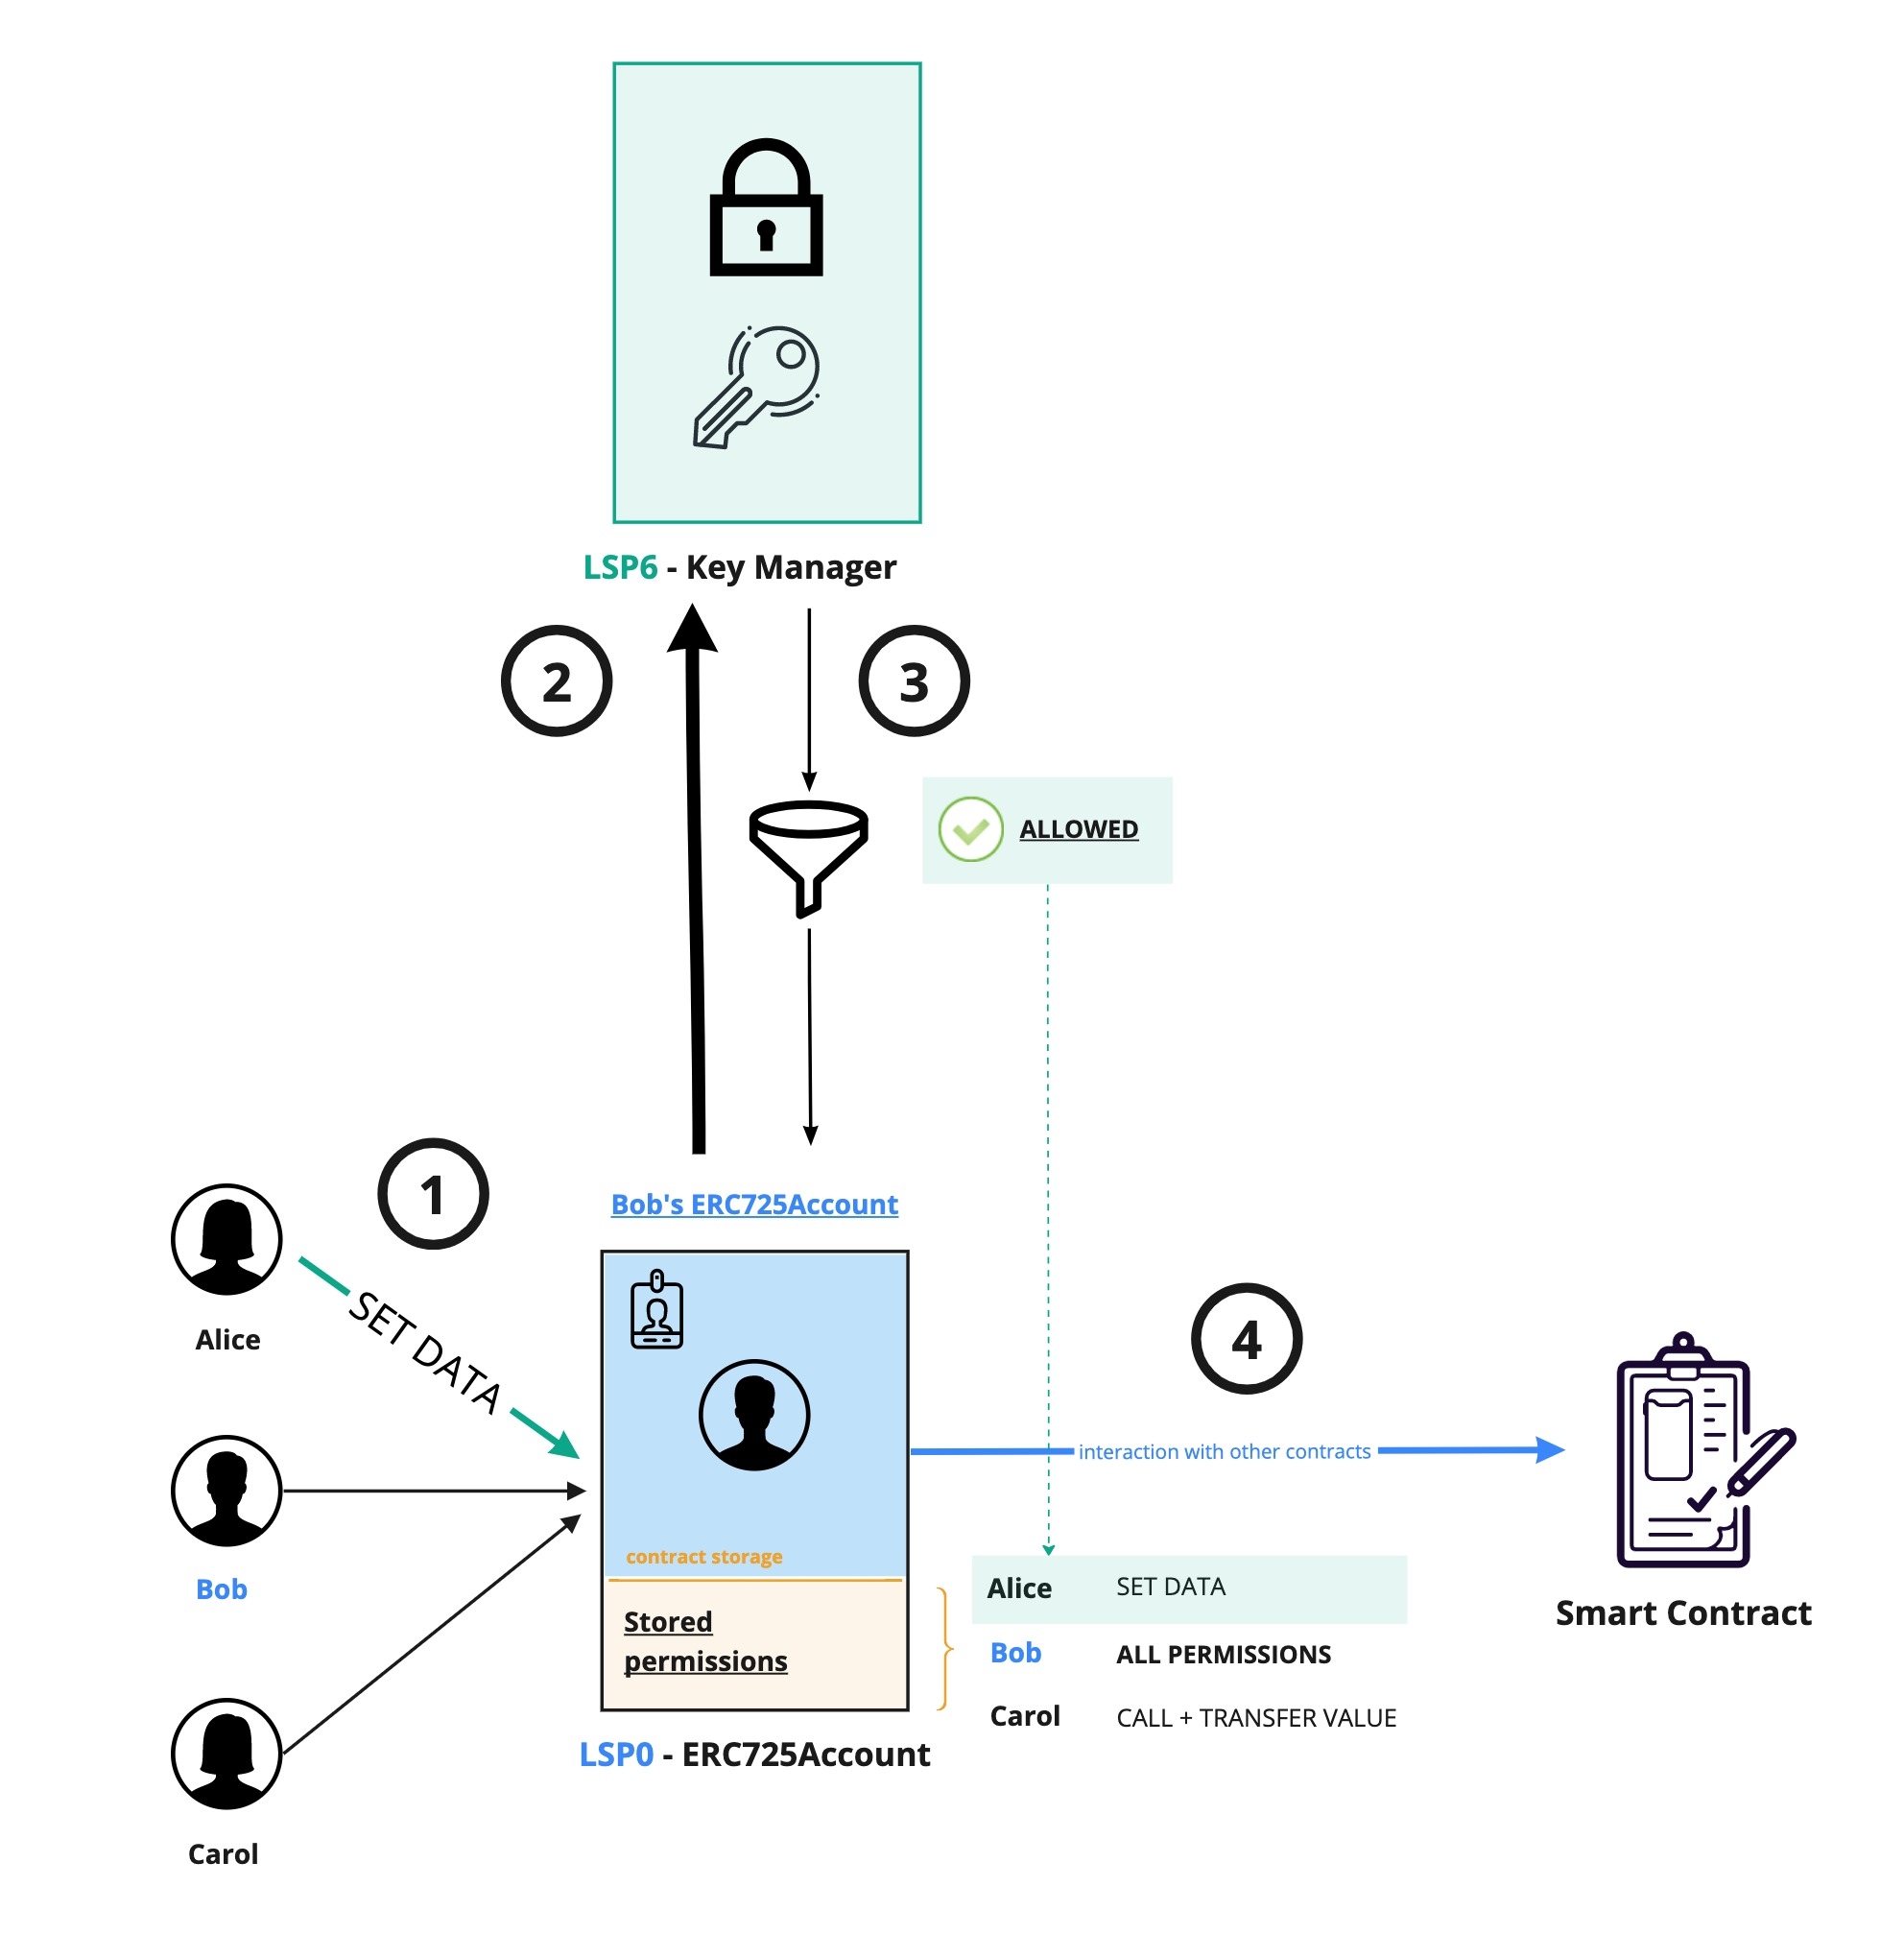 LSP6 - Key Manager
2
3
ALLOWED
1
Bob's ERC725Account
Alice
SET DATA
4
interaction with other contracts
Bob
contract storage
Stored
permissions
Alice SET DATA
Bob ALL PERMISSIONS
Carol CALL + TRANSFER VALUE
Smart Contract
LSP0 - ERC725Account
Carol